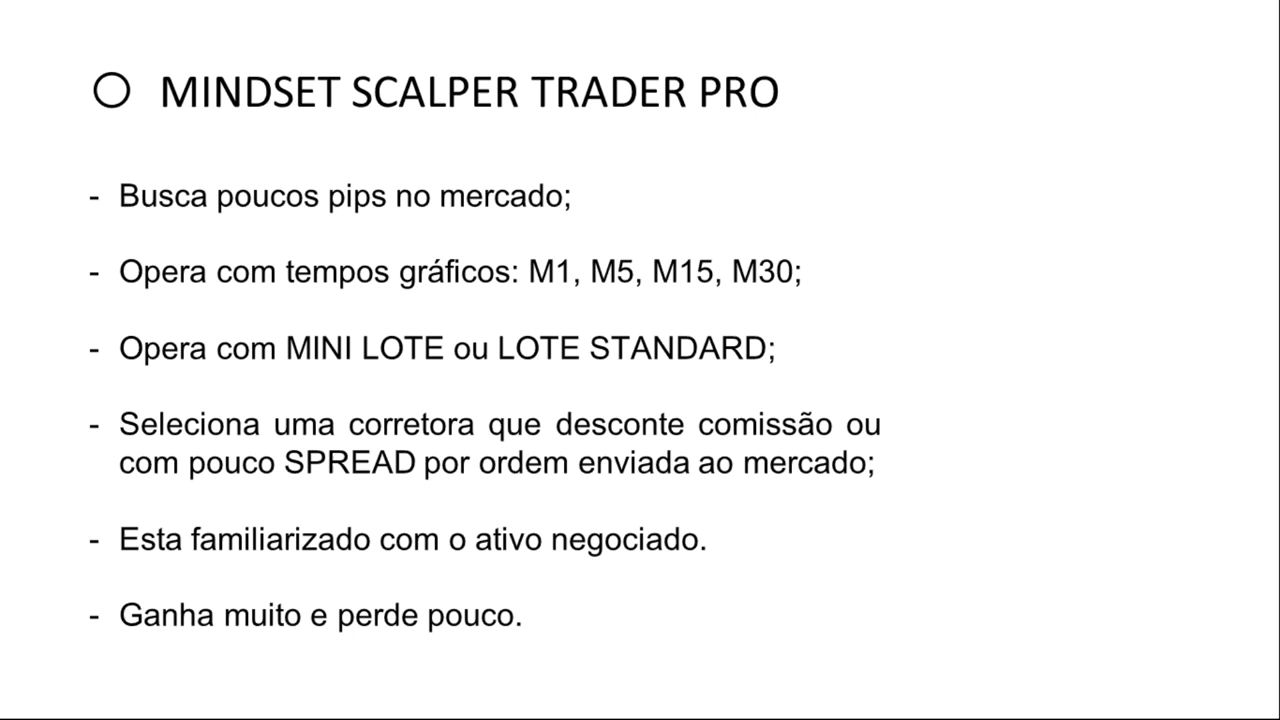 ○ MINDSET SCALPER TRADER PRO
- Busca poucos pips no mercado;
- Opera com tempos gráficos: M1, M5, M15, M30;
- Opera com MINI LOTE ou LOTE STANDARD;
- Seleciona uma corretora que desconte comissão ou
com pouco SPREAD por ordem enviada ao mercado;
- Esta familiarizado com o ativo negociado.
- Ganha muito e perde pouco.